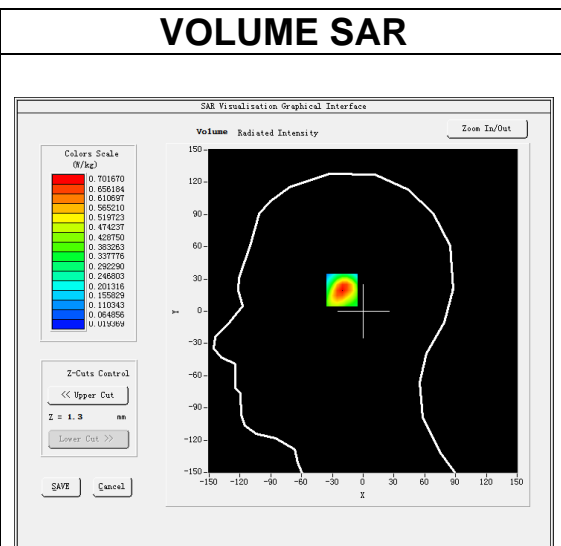 VOLUME SAR
SAR Visualisation Graphical Interface
Volume Radiated Intensity
Zoom In/Out
Colors Scale
(W/kg)
0.701670
0.656184
0.610697
0.565210
0.519723
0.474237
0.428750
0.383263
0.337776
0.292290
0.246803
0.201316
0.155829
0.110343
0.064856
0.019369
Z-Cuts Control
<< Upper Cut
Z = 1.3 mm
Lower Cut >>
SAVE Cancel
150
120
90
60
30
0
-30
-60
-90
-120
-150
Y
-150 -120 -90 -60 -30 0 30 60 90 120 150
X